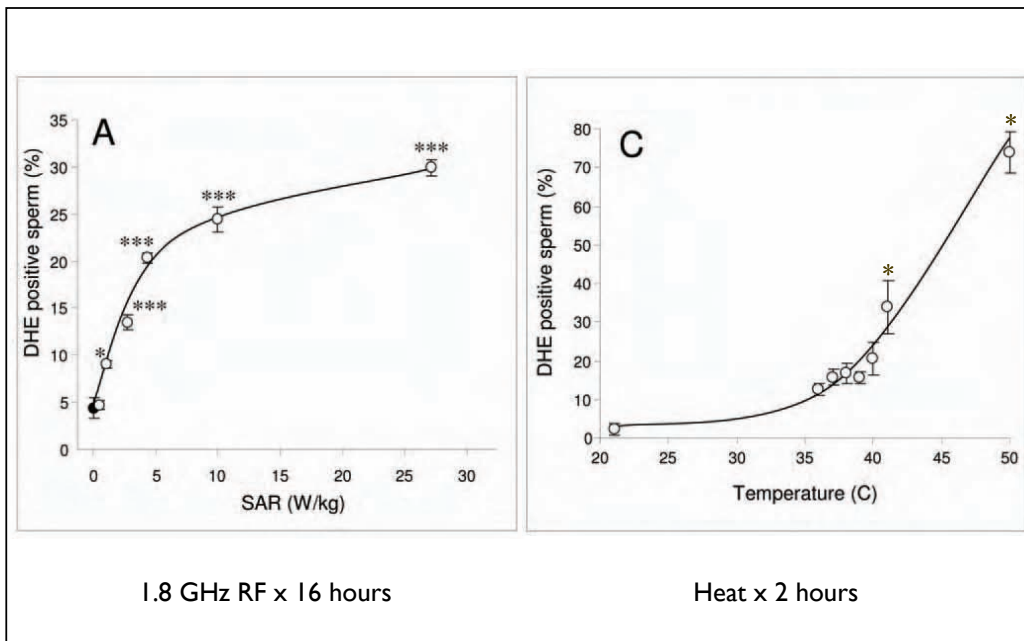 A
DHE positive sperm (%)
35
30
25
20
15
10
5
0
*
***
***
***
***
0 5 10 15 20 25 30
SAR (W/kg)
1.8 GHz RF x 16 hours
C
DHE positive sperm (%)
80
70
60
50
40
30
20
10
0
*
*
20 25 30 35 40 45 50
Temperature (C)
Heat x 2 hours